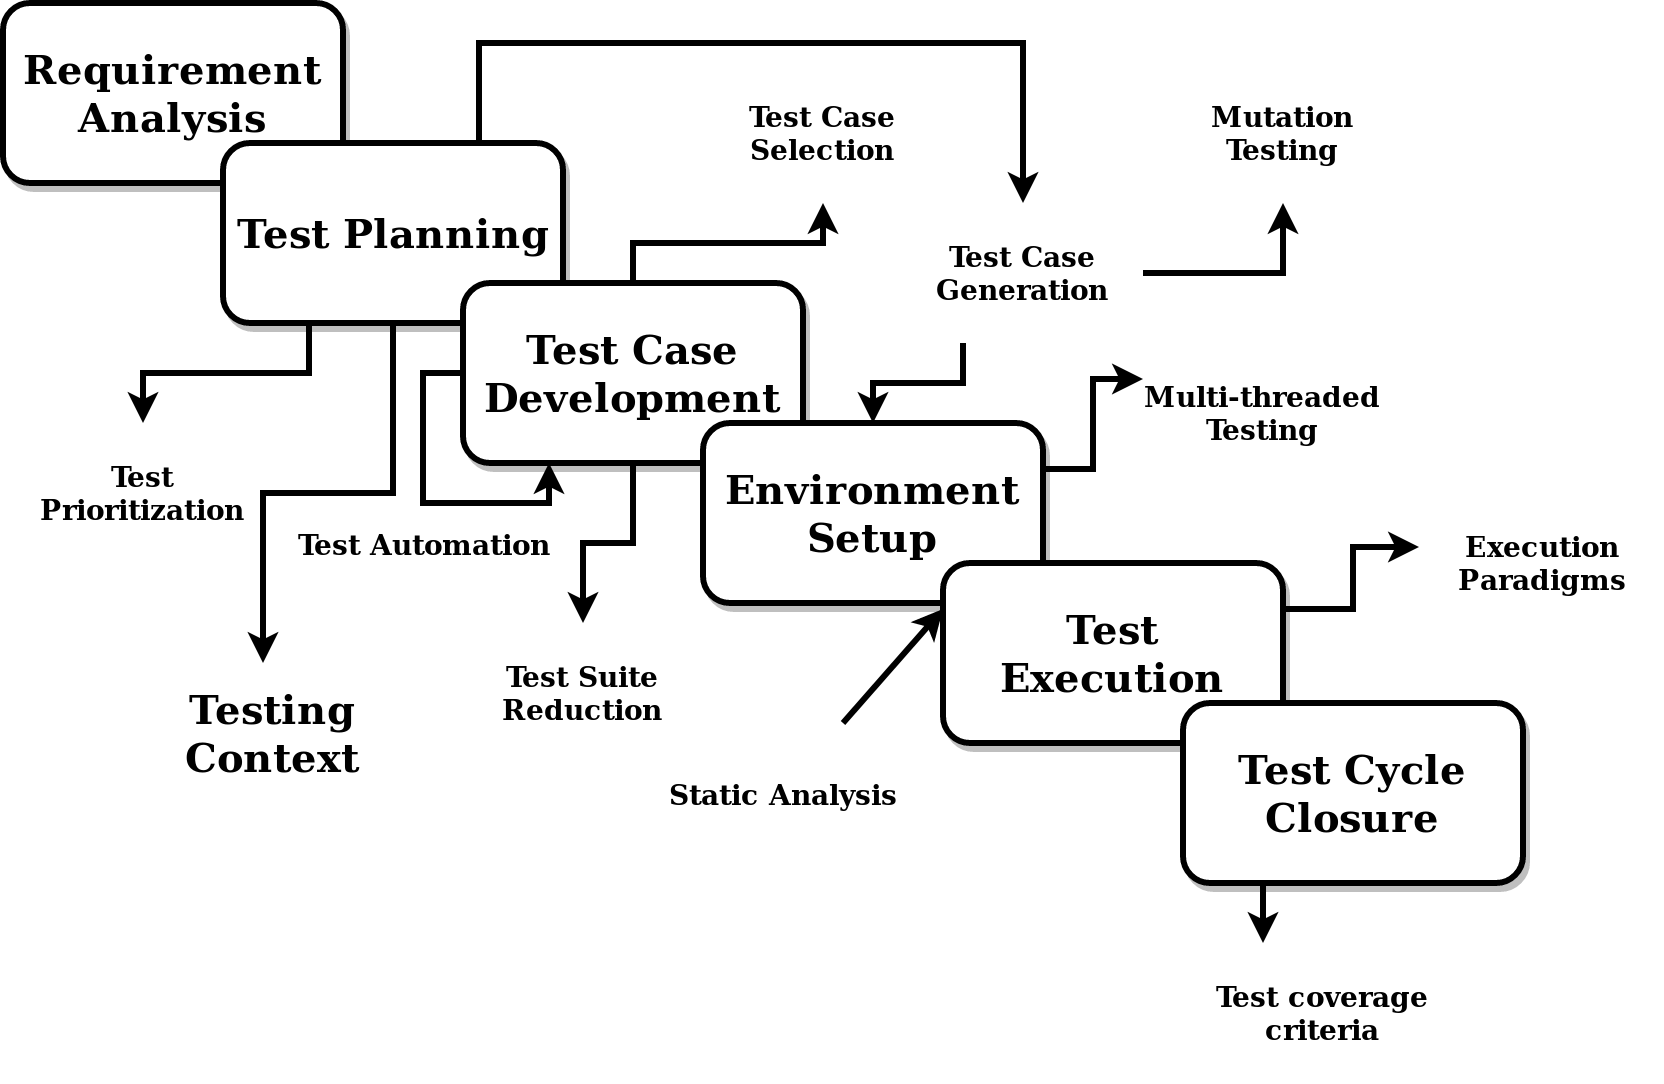 Requirement
Analysis
Test Case
Selection
Mutation
Testing
Test Planning
Test Case
Generation
Test Case
Development
Multi-threaded
Testing
Test
Prioritization
Test Automation
Environment
Setup
Execution
Paradigms
Test
Execution
Testing
Context
Test Suite
Reduction
Static Analysis
Test Cycle
Closure
Test coverage
criteria